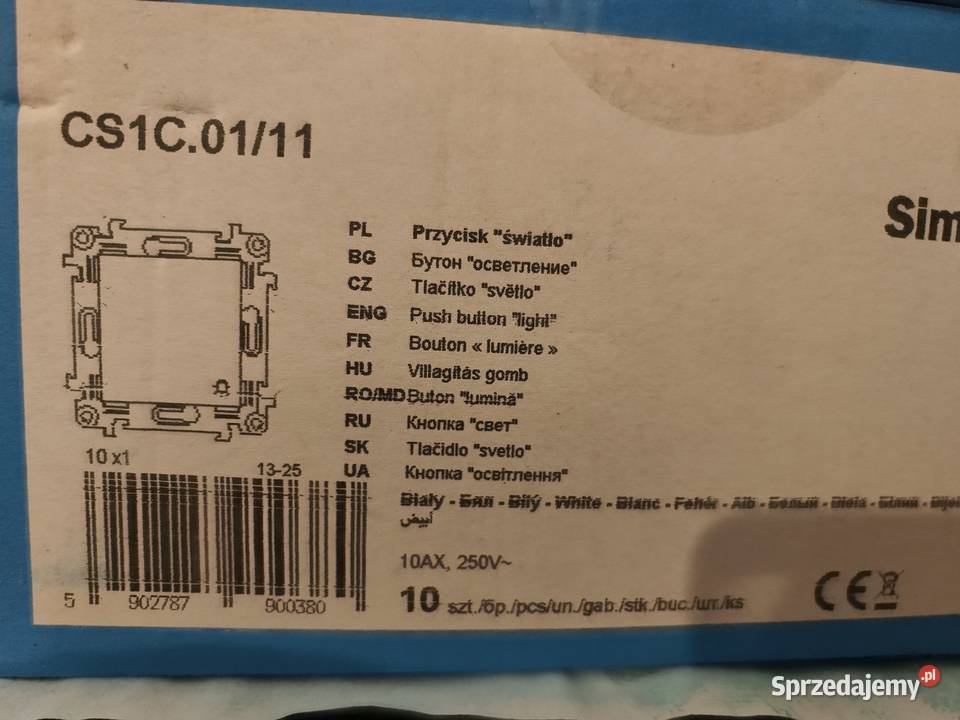 CS1C.01/11
Sim
PL Przycisk "światło"
BG Бутон "осветление"
CZ Tlačítko "světlo"
ENG Push button "light"
FR Bouton « lumière »
HU Villagítás gomb
RO/MD Buton "lumină"
RU Кнопка "свет"
SK Tlačidlo "svetlo"
UA Кнопка "освітлення"
10 x1
13-25
Biały - Бял - Bílý - White - Blanc - Fehér - Alb - Белый - Biela - Білий - Bijel
أبيض
10AX, 250V~
10 szt./бр./pcs/un./gab./stk./buc./шт./ks
CE
5 902787 900380
Sprzedajemy.pl